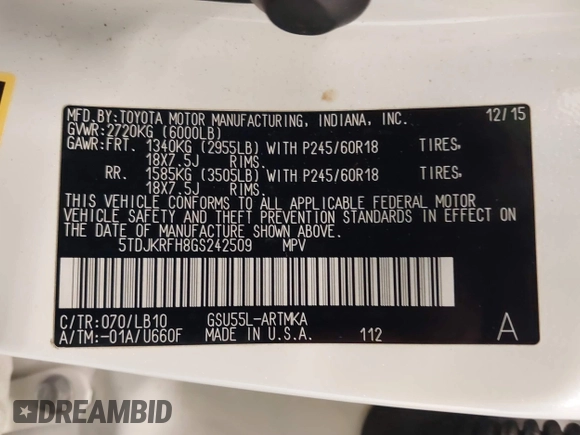 MFD.BY:TOYOTA MOTOR MANUFACTURING, INDIANA, INC. 12/15
GVWR:2720KG (6000LB)
GAWR:FRT. 1340KG (2955LB) WITH P245/60R18 TIRES,
18X7.5J RIMS.
RR. 1585KG (3505LB) WITH P245/60R18 TIRES,
18X7.5J RIMS.
THIS VEHICLE CONFORMS TO ALL APPLICABLE FEDERAL MOTOR
VEHICLE SAFETY AND THEFT PREVENTION STANDARDS IN EFFECT ON
THE DATE OF MANUFACTURE SHOWN ABOVE.
5TDJKRFH8GS242509 MPV
C/TR:070/LB10 GSU55L-ARTMKA
A/TM:-01A/U660F MADE IN U.S.A. 112 A
DREAMBID